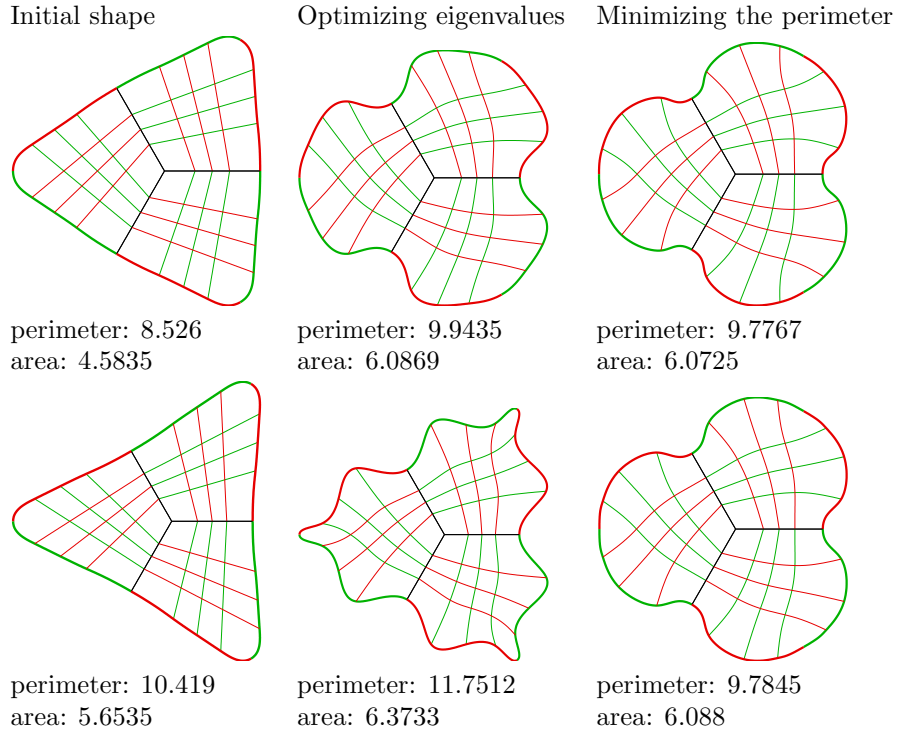 Initial shape
Optimizing eigenvalues
Minimizing the perimeter
perimeter: 8.526
area: 4.5835
perimeter: 9.9435
area: 6.0869
perimeter: 9.7767
area: 6.0725
perimeter: 10.419
area: 5.6535
perimeter: 11.7512
area: 6.3733
perimeter: 9.7845
area: 6.088